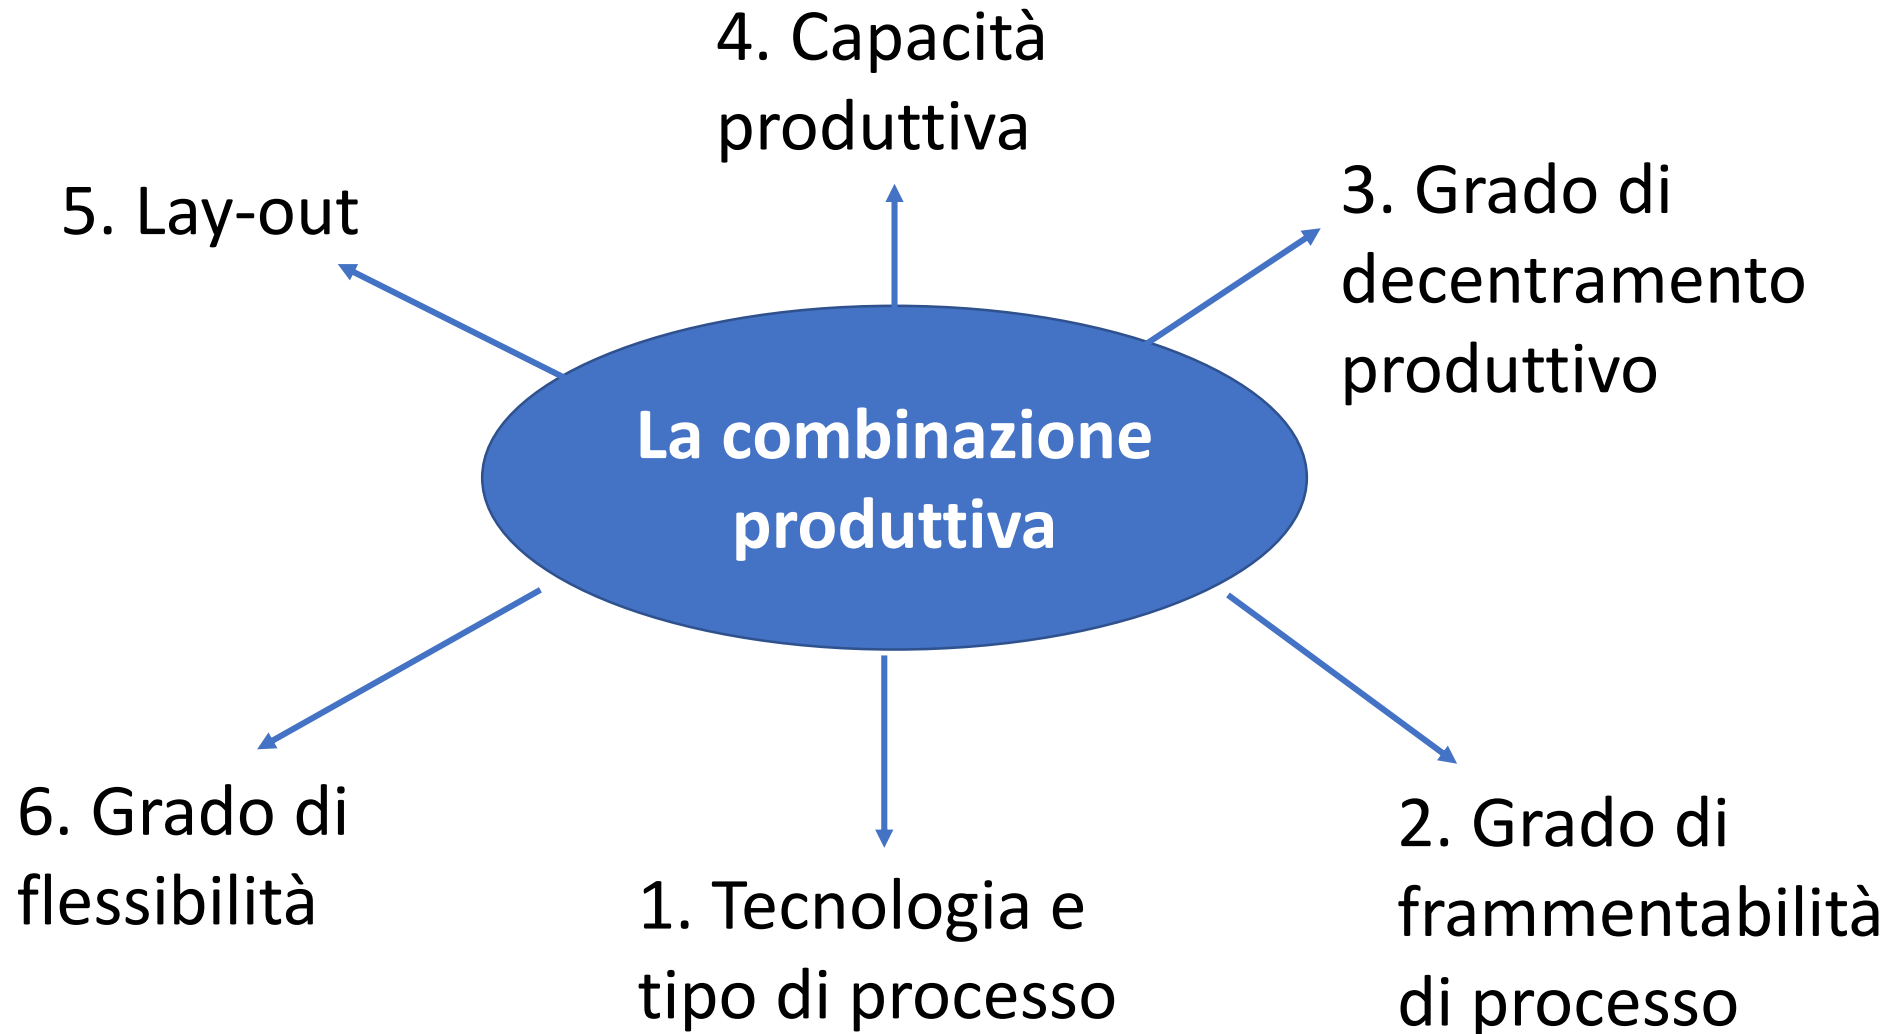 4. Capacità
produttiva
5. Lay-out
3. Grado di
decentramento
produttivo
La combinazione
produttiva
6. Grado di
flessibilità
1. Tecnologia e
tipo di processo
2. Grado di
frammentabilità
di processo